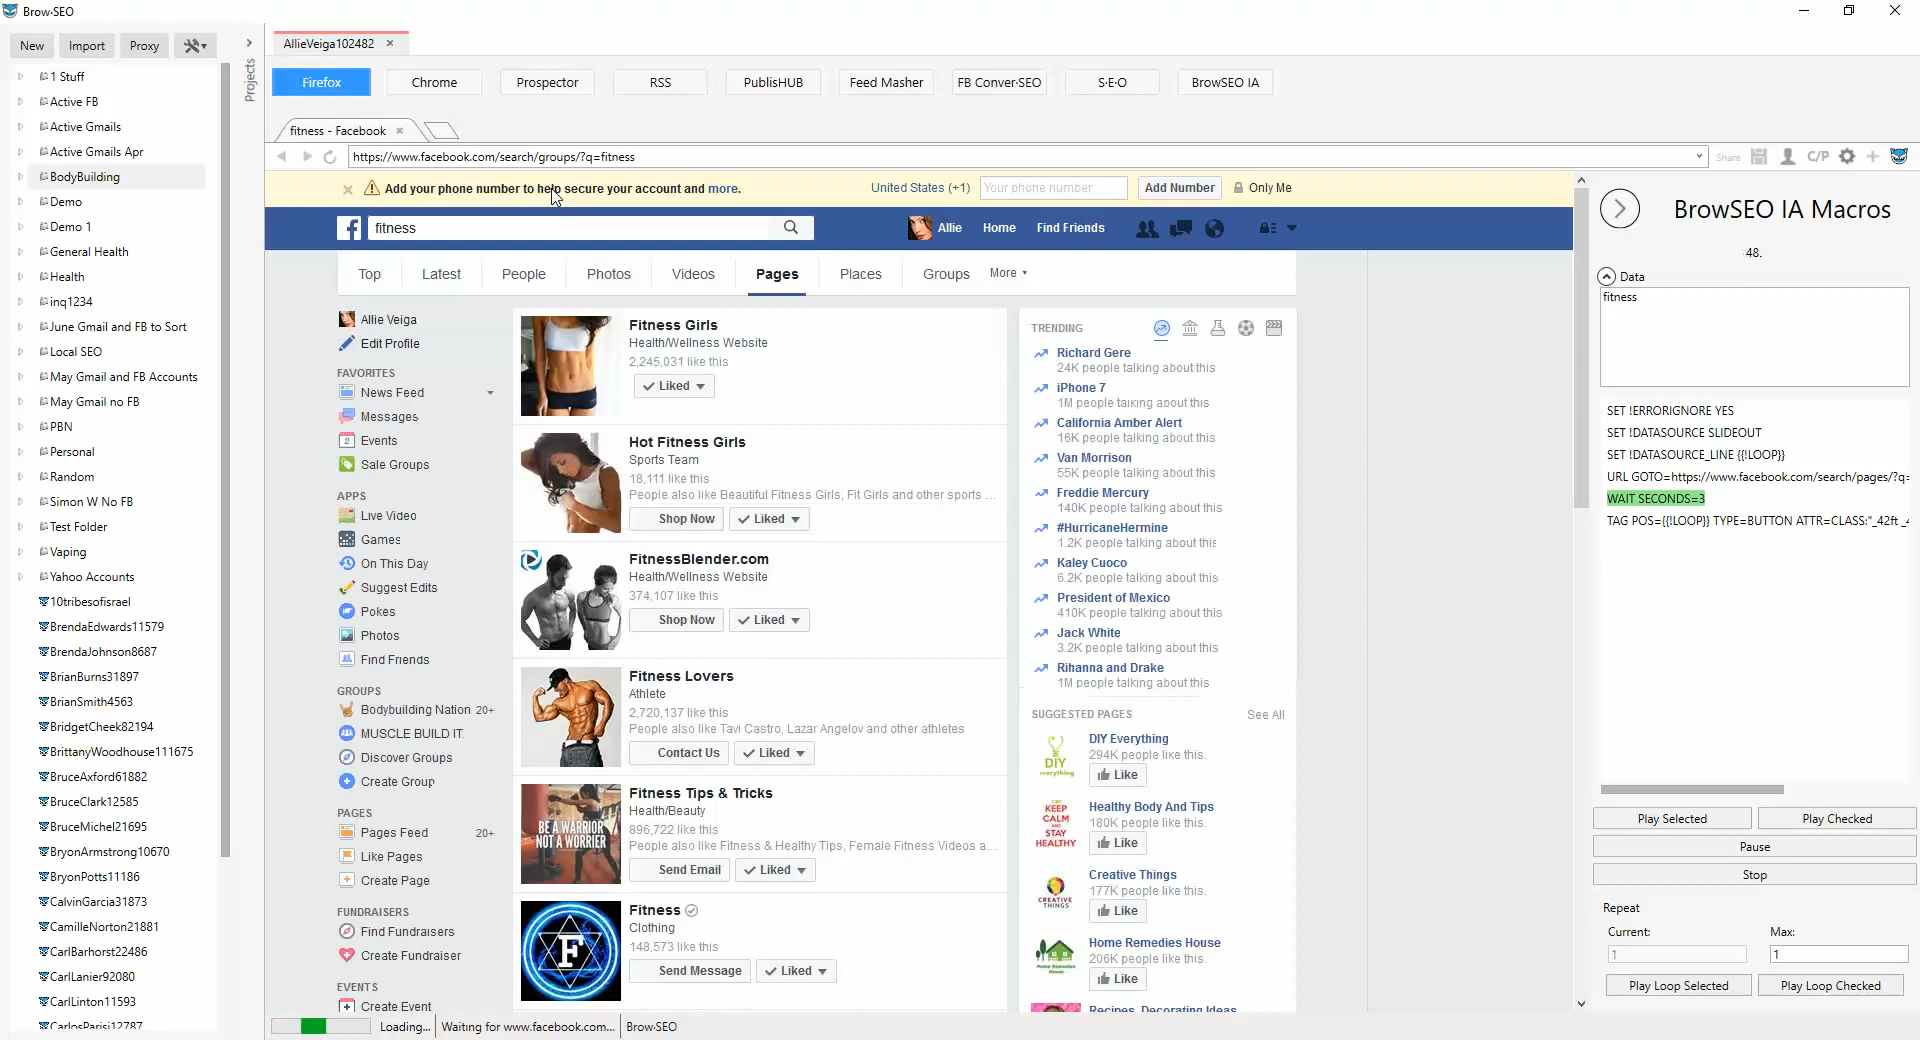 Brow·SEO
New Import Proxy
Projects
1 Stuff
Active FB
Active Gmails
Active Gmails Apr
BodyBuilding
Demo
Demo 1
General Health
Health
inq1234
June Gmail and FB to Sort
Local SEO
May Gmail and FB Accounts
May Gmail no FB
PBN
Personal
Random
Simon W No FB
Test Folder
Vaping
Yahoo Accounts
10tribesofisrael
BrendaEdwards11579
BrendaJohnson8687
BrianBurns31897
BrianSmith4563
BridgetCheek82194
BrittanyWoodhouse111675
BruceAxford61882
BruceClark12585
BruceMichel21695
BryonArmstrong10670
BryonPotts11186
CalvinGarcia31873
CamilleNorton21881
CarlBarhorst22486
CarlLanier92080
CarlLinton11593
CarlosParisi12787
AllieVeiga102482
Firefox Chrome Prospector RSS PublisHUB Feed Masher FB Conver·SEO S·E·O BrowSEO IA
fitness - Facebook
https://www.facebook.com/search/groups/?q=fitness
Share C/P
Add your phone number to help secure your account and more.
United States (+1) Your phone number Add Number Only Me
fitness
Allie Home Find Friends
Top Latest People Photos Videos Pages Places Groups More
Allie Veiga
Edit Profile
FAVORITES
News Feed
Messages
2 Events
Sale Groups
APPS
Live Video
Games
On This Day
Suggest Edits
Pokes
Photos
Find Friends
GROUPS
Bodybuilding Nation 20+
MUSCLE BUILD IT.
Discover Groups
Create Group
PAGES
Pages Feed 20+
Like Pages
Create Page
FUNDRAISERS
Find Fundraisers
Create Fundraiser
EVENTS
Create Event
Fitness Girls
Health/Wellness Website
2,245,031 like this
Liked
Hot Fitness Girls
Sports Team
18,111 like this
People also like Beautiful Fitness Girls, Fit Girls and other sports ...
Shop Now Liked
FitnessBlender.com
Health/Wellness Website
374,107 like this
Shop Now Liked
Fitness Lovers
Athlete
2,720,137 like this
People also like Tavi Castro, Lazar Angelov and other athletes
Contact Us Liked
BE A WARRIOR
NOT A WORRIER
Fitness Tips & Tricks
Health/Beauty
896,722 like this
People also like Fitness & Healthy Tips, Female Fitness Videos a...
Send Email Liked
F
Fitness
Clothing
148,573 like this
Send Message Liked
TRENDING
Richard Gere
24K people talking about this
iPhone 7
1M people talking about this
California Amber Alert
16K people talking about this
Van Morrison
55K people talking about this
Freddie Mercury
140K people talking about this
#HurricaneHermine
1.2K people talking about this
Kaley Cuoco
6.2K people talking about this
President of Mexico
410K people talking about this
Jack White
3.2K people talking about this
Rihanna and Drake
1M people talking about this
SUGGESTED PAGES See All
DIY
everything
DIY Everything
294K people like this.
Like
KEEP
CALM
AND
STAY
HEALTHY
Healthy Body And Tips
180K people like this.
Like
CREATIVE
THINGS
Creative Things
177K people like this.
Like
Home Remedies
House
Home Remedies House
206K people like this.
Like
Recipes, Decorating Ideas
Loading... Waiting for www.facebook.com... Brow·SEO
BrowSEO IA Macros
48.
Data
fitness
SET !ERRORIGNORE YES
SET !DATASOURCE SLIDEOUT
SET !DATASOURCE_LINE {{!LOOP}}
URL GOTO=https://www.facebook.com/search/pages/?q=
WAIT SECONDS=3
TAG POS={{!LOOP}} TYPE=BUTTON ATTR=CLASS:"_42ft _4
Play Selected Play Checked
Pause
Stop
Repeat
Current: Max:
1 1
Play Loop Selected Play Loop Checked